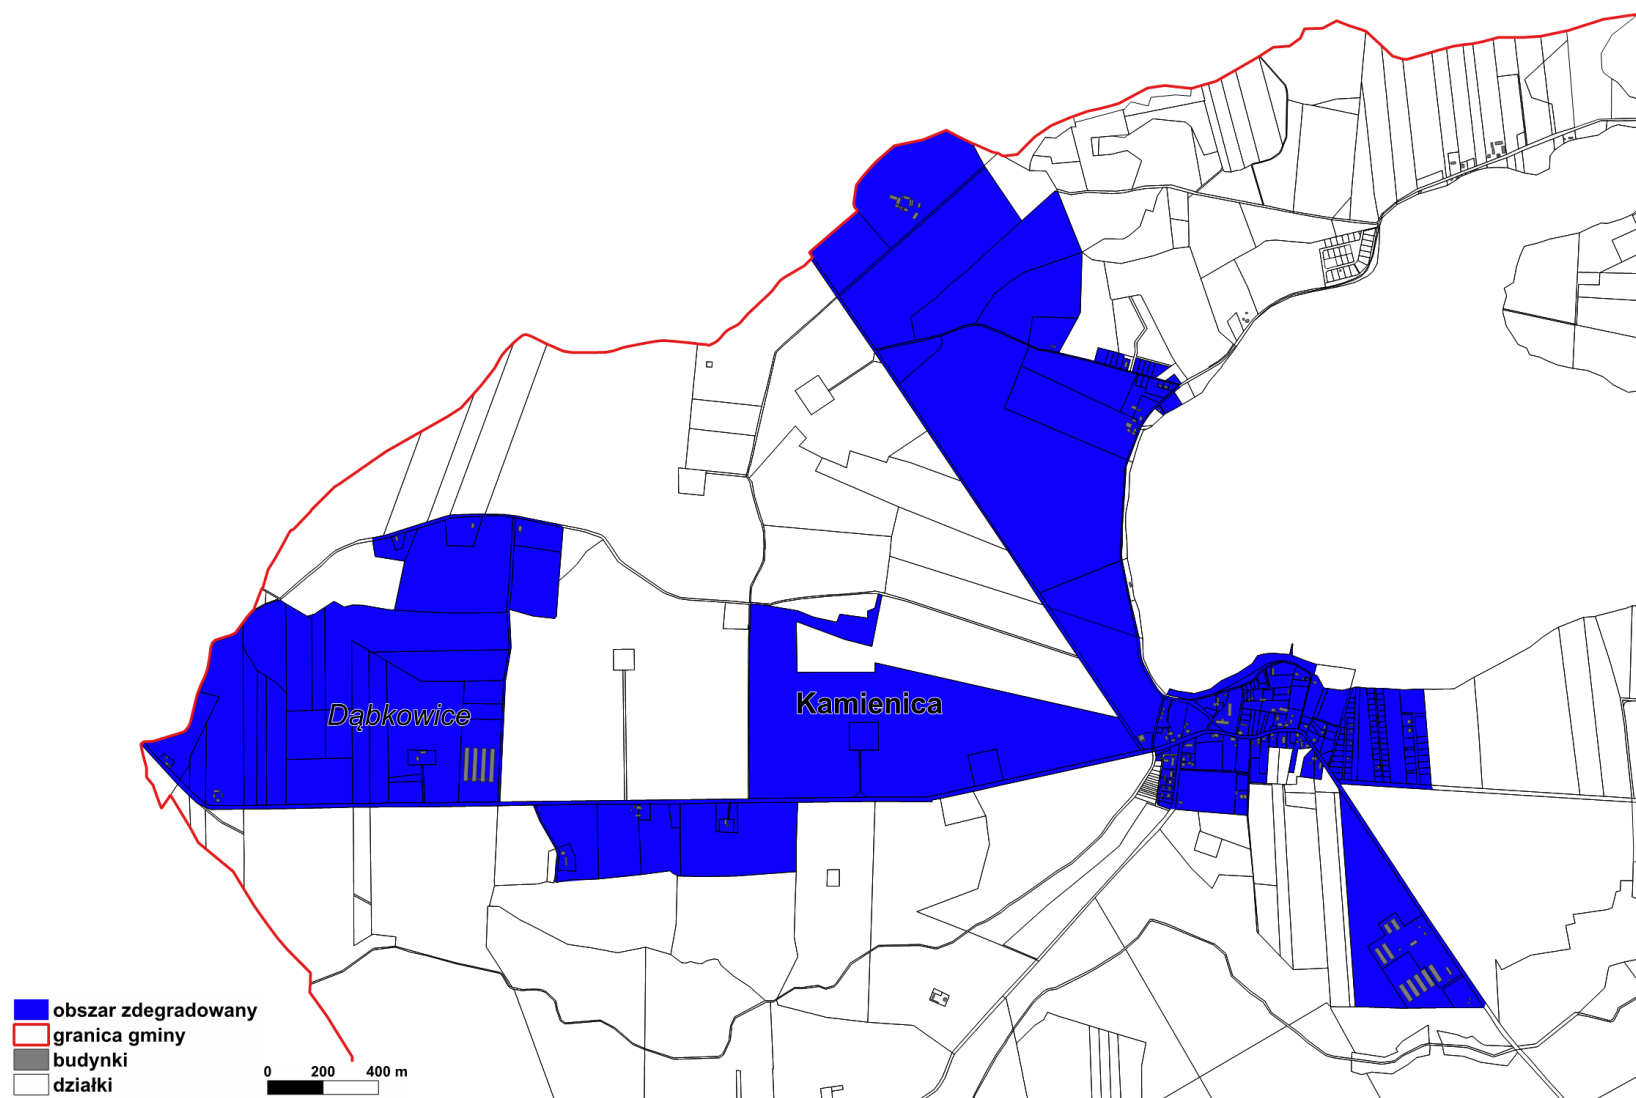 Dąbkowice
Kamienica
obszar zdegradowany
granica gminy
budynki
działki
0 200 400 m